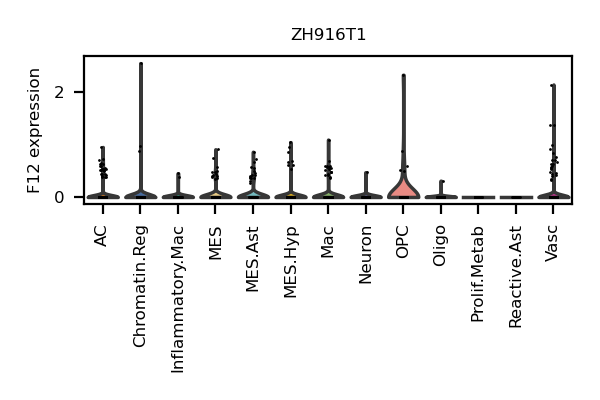 ZH916T1
F12 expression
2
0
AC
Chromatin.Reg
Inflammatory.Mac
MES
MES.Ast
MES.Hyp
Mac
Neuron
OPC
Oligo
Prolif.Metab
Reactive.Ast
Vasc